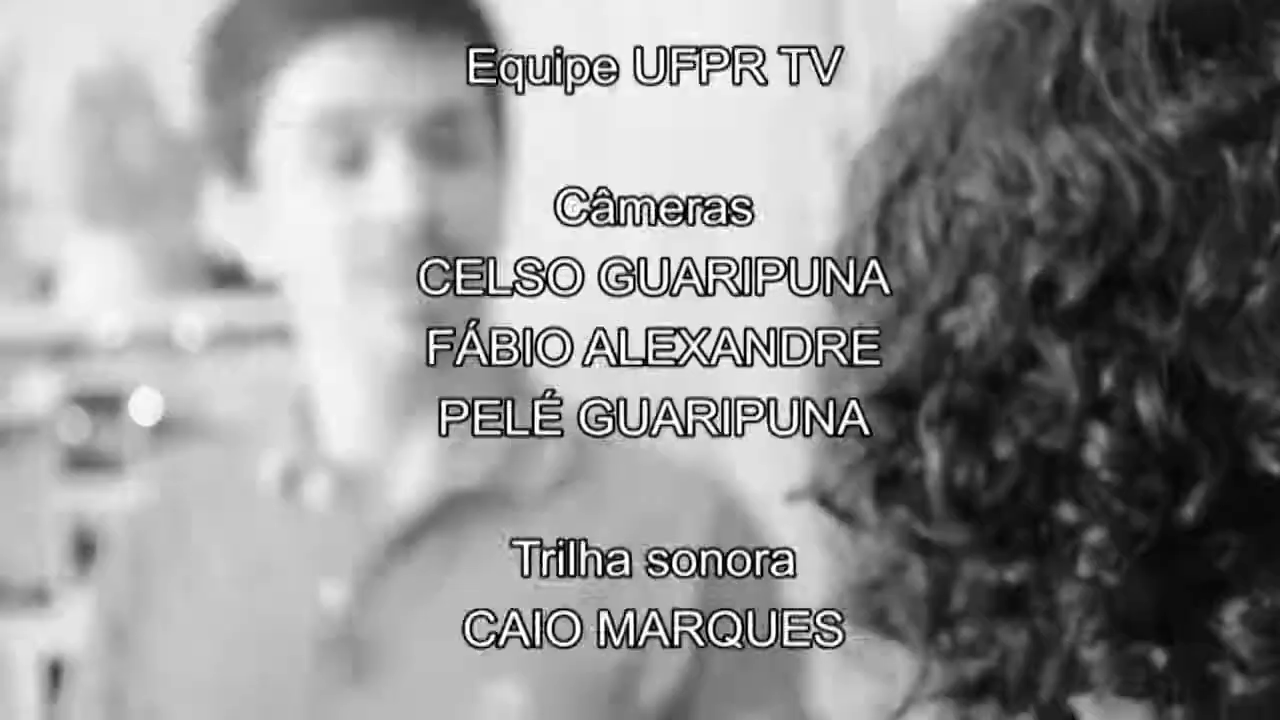 Equipe UFPR TV
Câmeras
CELSO GUARIPUNA
FÁBIO ALEXANDRE
PELÉ GUARIPUNA
Trilha sonora
CAIO MARQUES